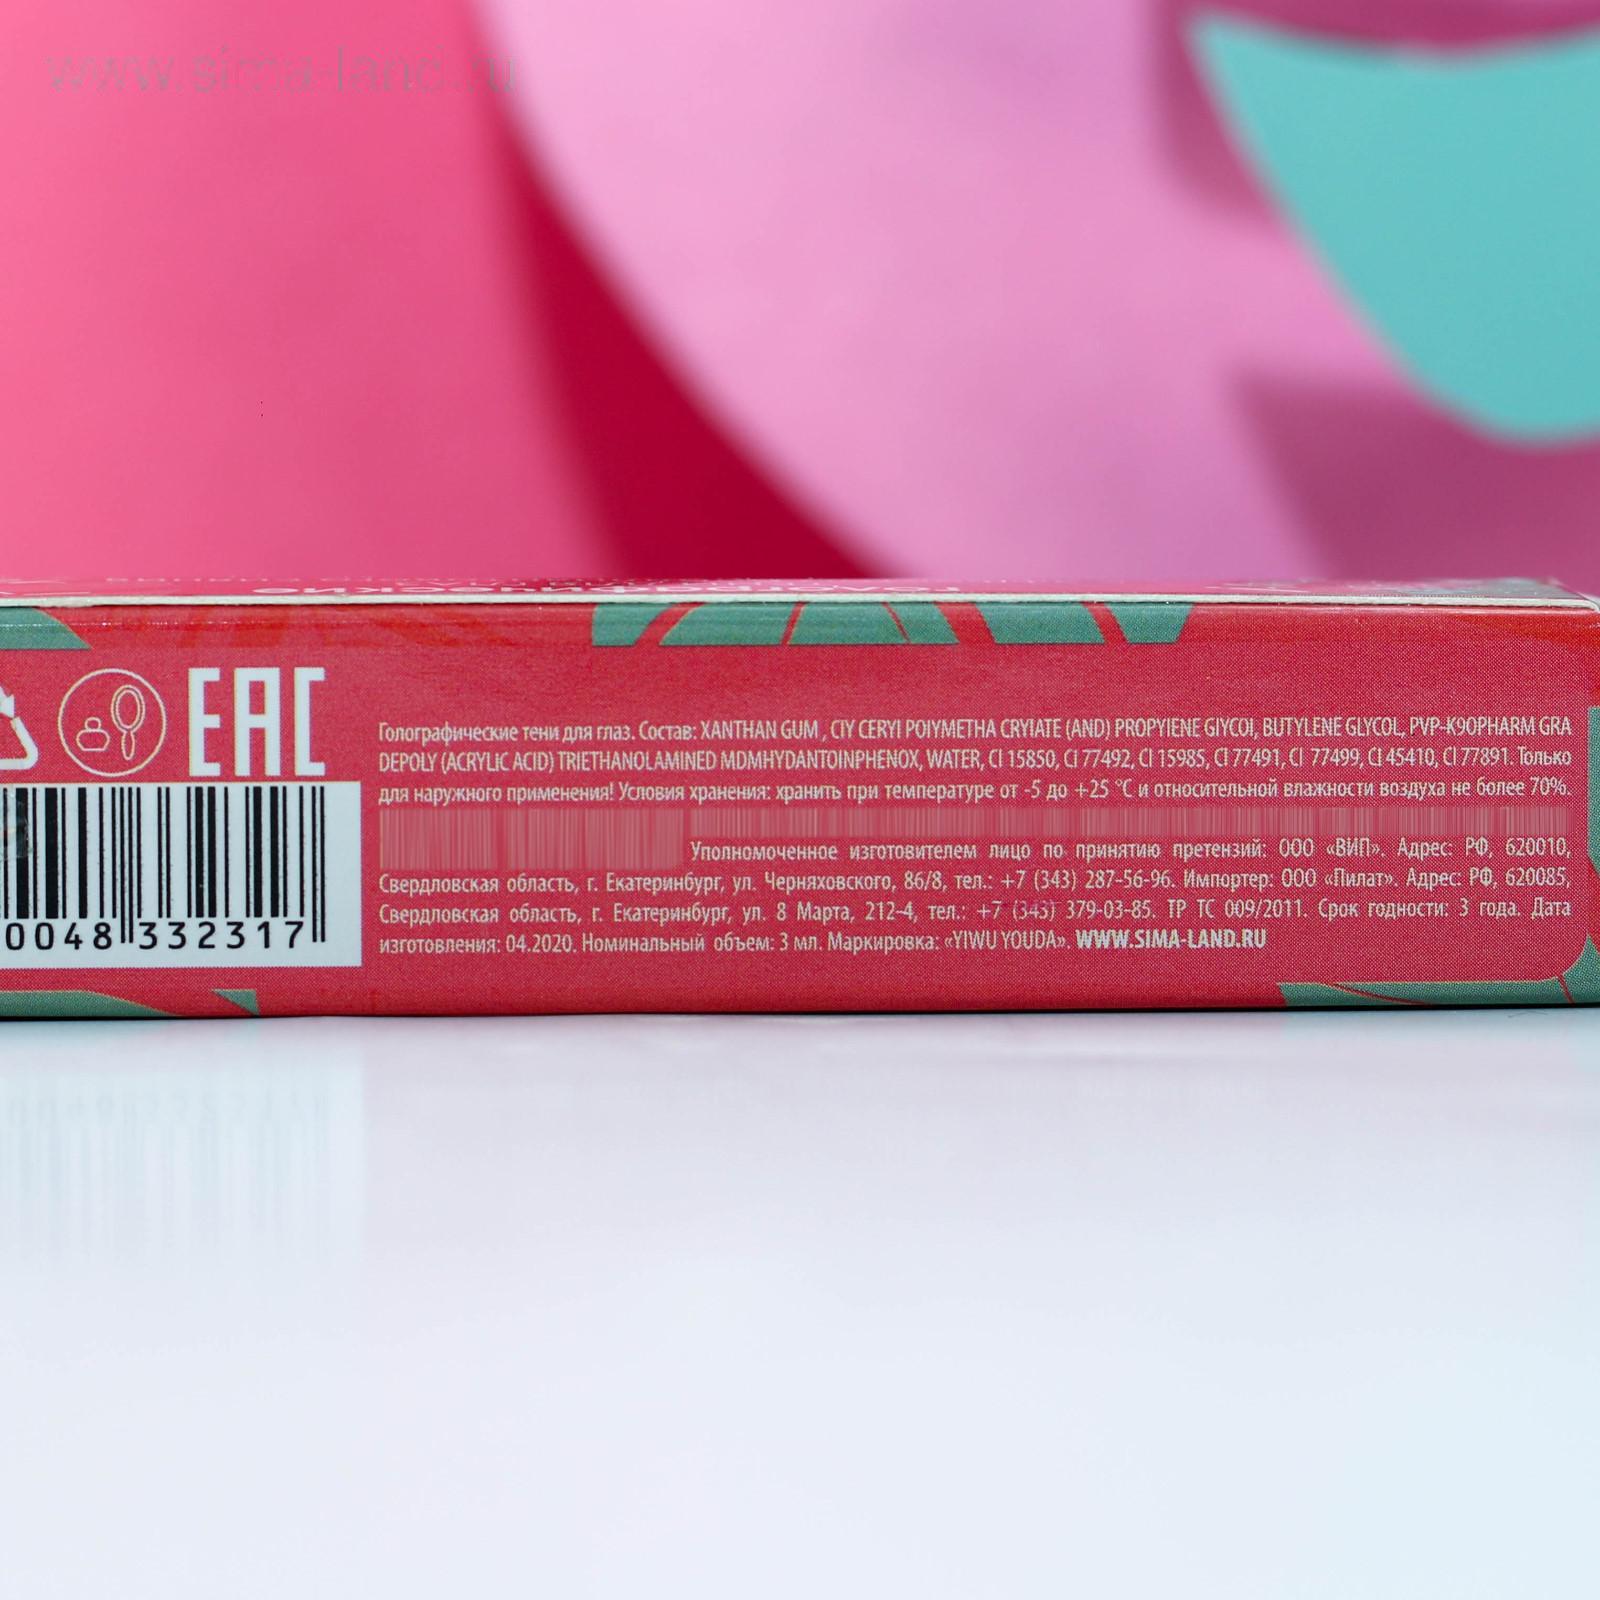 www.sima-land.ru
голографические
EAC
Голографические тени для глаз. Состав: XANTHAN GUM , CIY CERYI POIYMETHA CRYIATE (AND) PROPYIENE GIYCOI, BUTYLENE GLYCOL, PVP-K90PHARM GRA
DEPOLY (ACRYLIC ACID) TRIETHANOLAMINED MDMHYDANTOINPHENOX, WATER, CI 15850, CI 77492, CI 15985, CI 77491, CI 77499, CI 45410, CI 77891. Только
для наружного применения! Условия хранения: хранить при температуре от -5 до +25 °C и относительной влажности воздуха не более 70%.
Уполномоченное изготовителем лицо по принятию претензий: ООО «ВИП». Адрес: РФ, 620010,
Свердловская область, г. Екатеринбург, ул. Черняховского, 86/8, тел.: +7 (343) 287-56-96. Импортер: ООО «Пилат». Адрес: РФ, 620085,
Свердловская область, г. Екатеринбург, ул. 8 Марта, 212-4, тел.: +7 (343) 379-03-85. ТР ТС 009/2011. Срок годности: 3 года. Дата
изготовления: 04.2020. Номинальный объем: 3 мл. Маркировка: «YIWU YOUDA». WWW.SIMA-LAND.RU
0048 332317